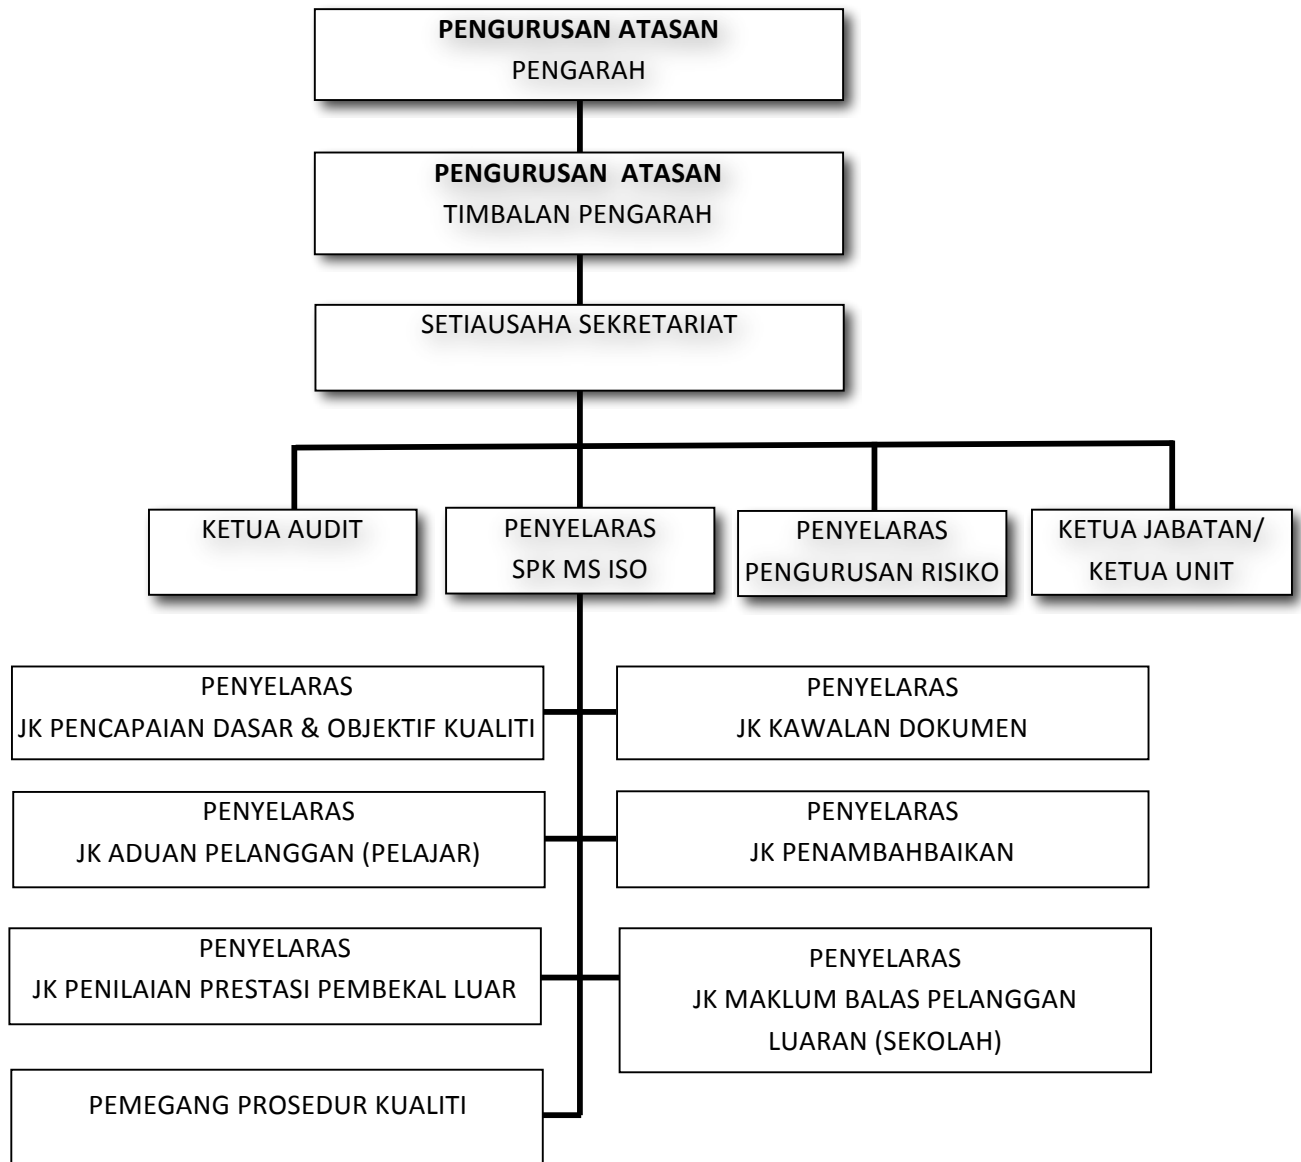 PENGURUSAN ATASAN
PENGARAH
PENGURUSAN ATASAN
TIMBALAN PENGARAH
SETIAUSAHA SEKRETARIAT
KETUA AUDIT
PENYELARAS
SPK MS ISO
PENYELARAS
PENGURUSAN RISIKO
KETUA JABATAN/
KETUA UNIT
PENYELARAS
JK PENCAPAIAN DASAR & OBJEKTIF KUALITI
PENYELARAS
JK KAWALAN DOKUMEN
PENYELARAS
JK ADUAN PELANGGAN (PELAJAR)
PENYELARAS
JK PENAMBAHBAIKAN
PENYELARAS
JK PENILAIAN PRESTASI PEMBEKAL LUAR
PENYELARAS
JK MAKLUM BALAS PELANGGAN
LUARAN (SEKOLAH)
PEMEGANG PROSEDUR KUALITI